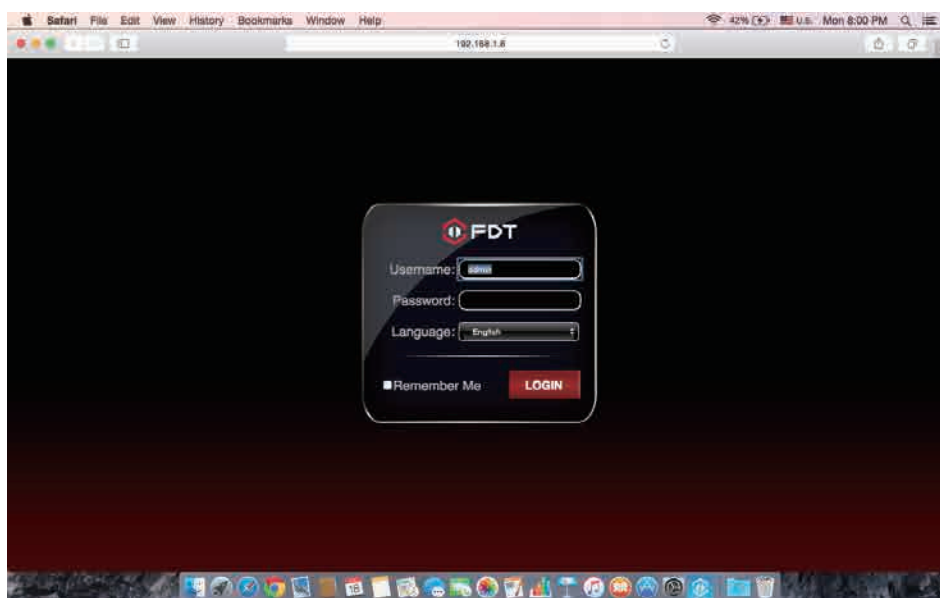 Safari File Edit View History Bookmarks Window Help 42% U.S. Mon 8:00 PM
192.168.1.6
FDT
Username: admin
Password:
Language: English
Remember Me LOGIN
18